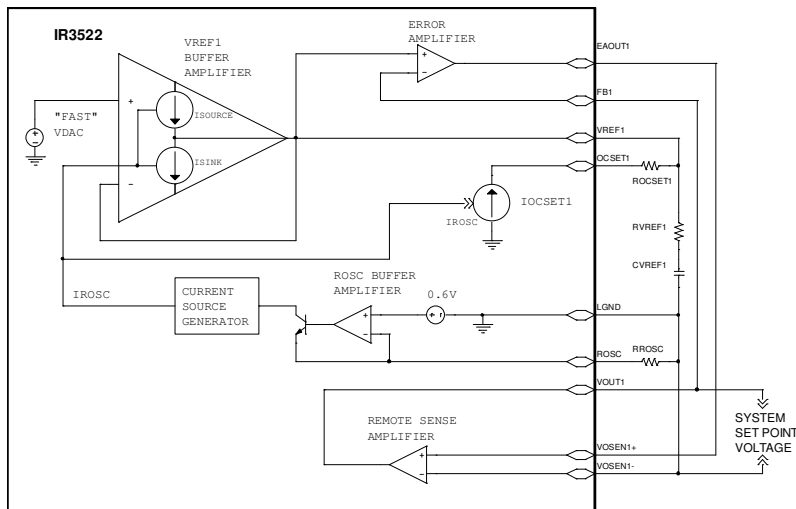 IR3522
VREF1
BUFFER
AMPLIFIER
ERROR
AMPLIFIER
EAOUT1
+
-
FB1
"FAST"
VDAC
+
-
+
-
ISOURCE
ISINK
VREF1
OCSET1
ROCSET1
IOCSET1
IROSC
RVREF1
CVREF1
IROSC
CURRENT
SOURCE
GENERATOR
ROSC BUFFER
AMPLIFIER
0.6V
+
-
LGND
ROSC
RROSC
VOUT1
REMOTE SENSE
AMPLIFIER
+
-
VOSEN1+
VOSEN1-
SYSTEM
SET POINT
VOLTAGE